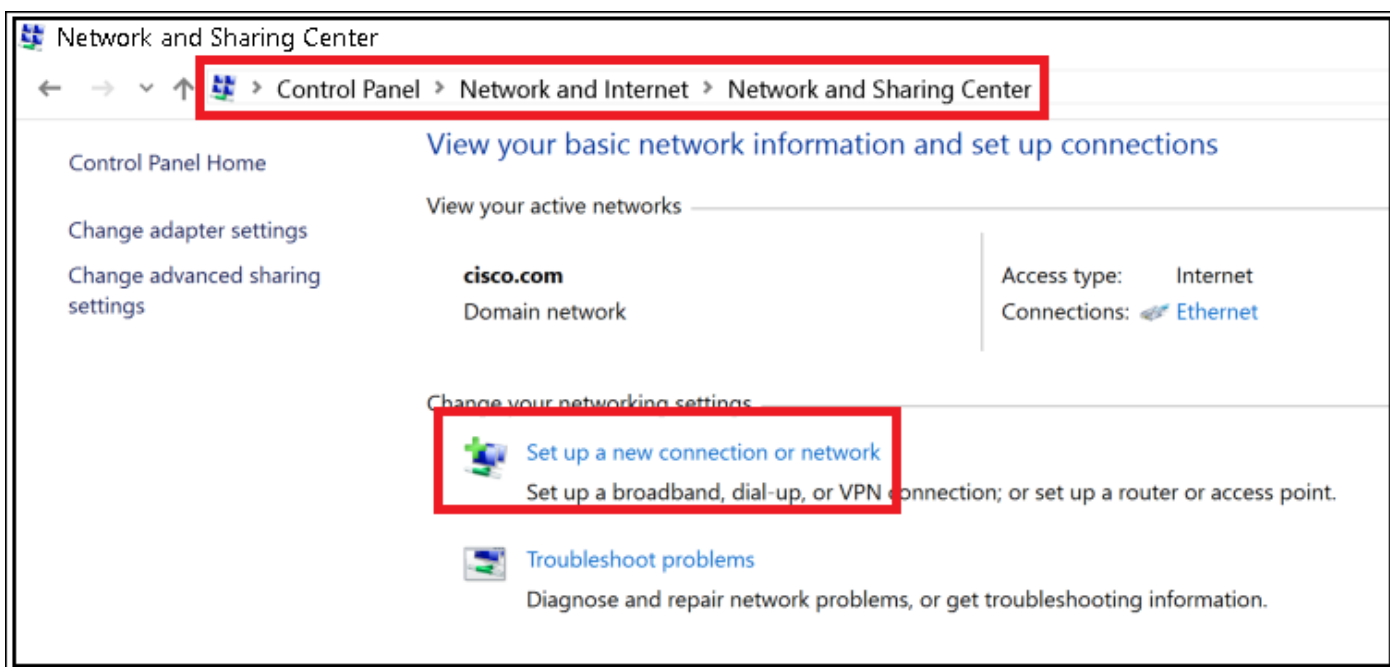 Network and Sharing Center
Control Panel > Network and Internet > Network and Sharing Center
Control Panel Home
Change adapter settings
Change advanced sharing
settings
View your basic network information and set up connections
View your active networks
cisco.com
Domain network
Access type: Internet
Connections: Ethernet
Change your networking settings
Set up a new connection or network
Set up a broadband, dial-up, or VPN connection; or set up a router or access point.
Troubleshoot problems
Diagnose and repair network problems, or get troubleshooting information.